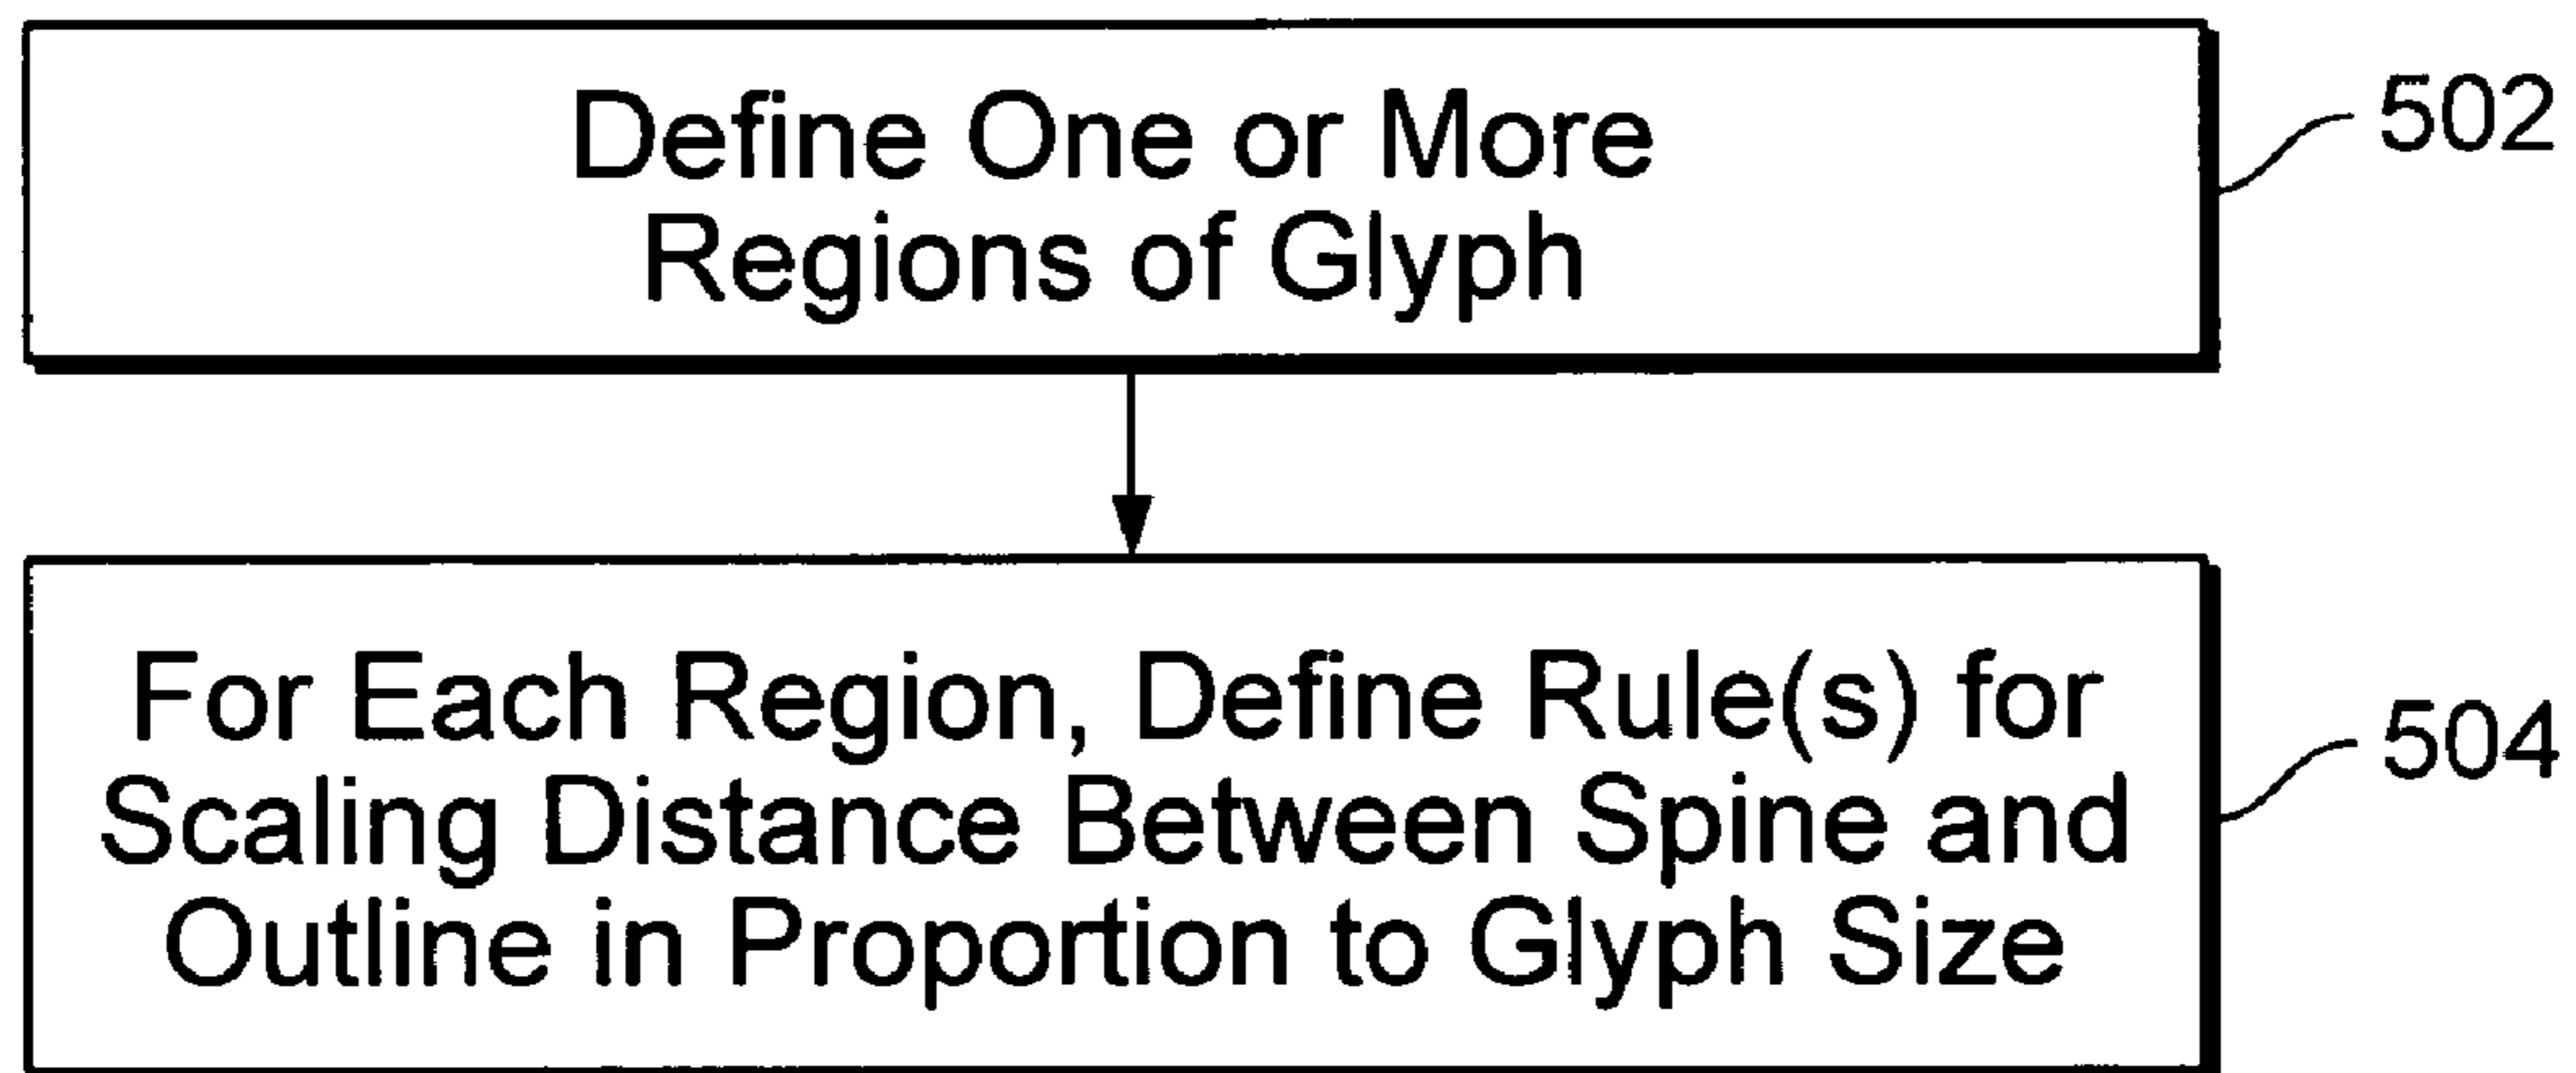 Define One or More
Regions of Glyph
502
For Each Region, Define Rule(s) for
Scaling Distance Between Spine and
Outline in Proportion to Glyph Size
504